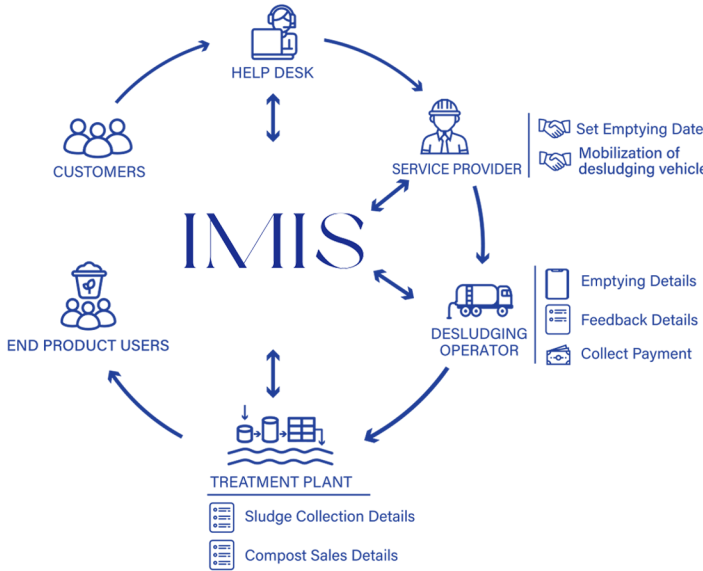 HELP DESK
CUSTOMERS
SERVICE PROVIDER
Set Emptying Date
Mobilization of
desludging vehicle
IMIS
DESLUDGING
OPERATOR
Emptying Details
Feedback Details
Collect Payment
END PRODUCT USERS
TREATMENT PLANT
Sludge Collection Details
Compost Sales Details